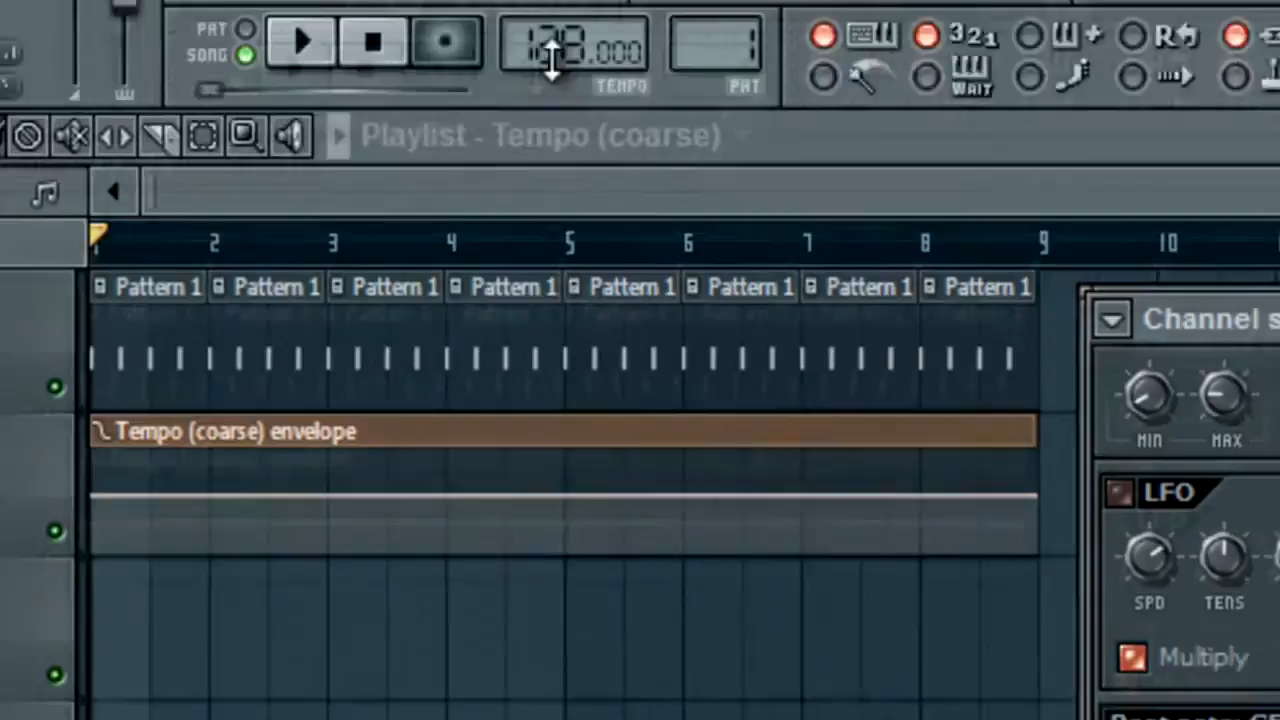 PAT
SONG
128.000
TEMPO
1
PAT
3 2 1
R
WAIT
Playlist - Tempo (coarse)
2 3 4 5 6 7 8 9 10
Pattern 1 Pattern 1 Pattern 1 Pattern 1 Pattern 1 Pattern 1 Pattern 1 Pattern 1
Channel s
MIN MAX
Tempo (coarse) envelope
LFO
SPD TENS
Multiply